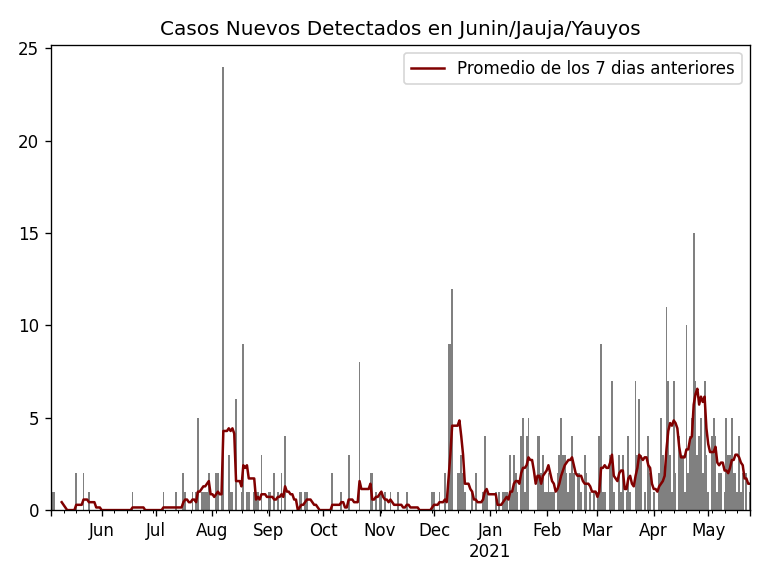 Casos Nuevos Detectados en Junin/Jauja/Yauyos
Promedio de los 7 dias anteriores
25
20
15
10
5
0
Jun Jul Aug Sep Oct Nov Dec Jan Feb Mar Apr May
2021